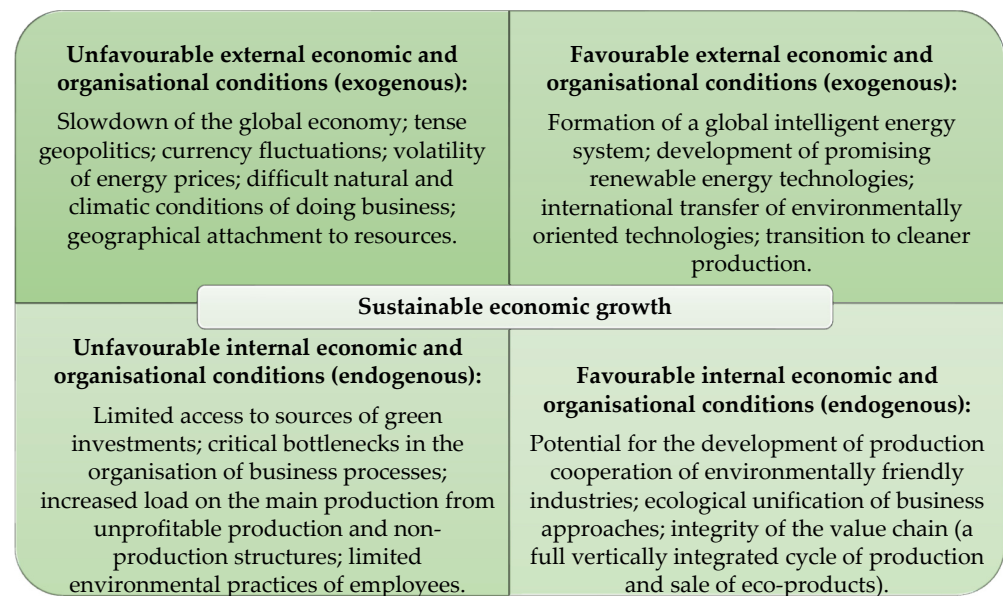 Unfavourable external economic and
organisational conditions (exogenous):
Slowdown of the global economy; tense
geopolitics; currency fluctuations; volatility
of energy prices; difficult natural and
climatic conditions of doing business;
geographical attachment to resources.
Favourable external economic and
organisational conditions (exogenous):
Formation of a global intelligent energy
system; development of promising
renewable energy technologies;
international transfer of environmentally
oriented technologies; transition to cleaner
production.
Sustainable economic growth
Unfavourable internal economic and
organisational conditions (endogenous):
Limited access to sources of green
investments; critical bottlenecks in the
organisation of business processes;
increased load on the main production from
unprofitable production and non-
production structures; limited
environmental practices of employees.
Favourable internal economic and
organisational conditions (endogenous):
Potential for the development of production
cooperation of environmentally friendly
industries; ecological unification of business
approaches; integrity of the value chain (a
full vertically integrated cycle of production
and sale of eco-products).